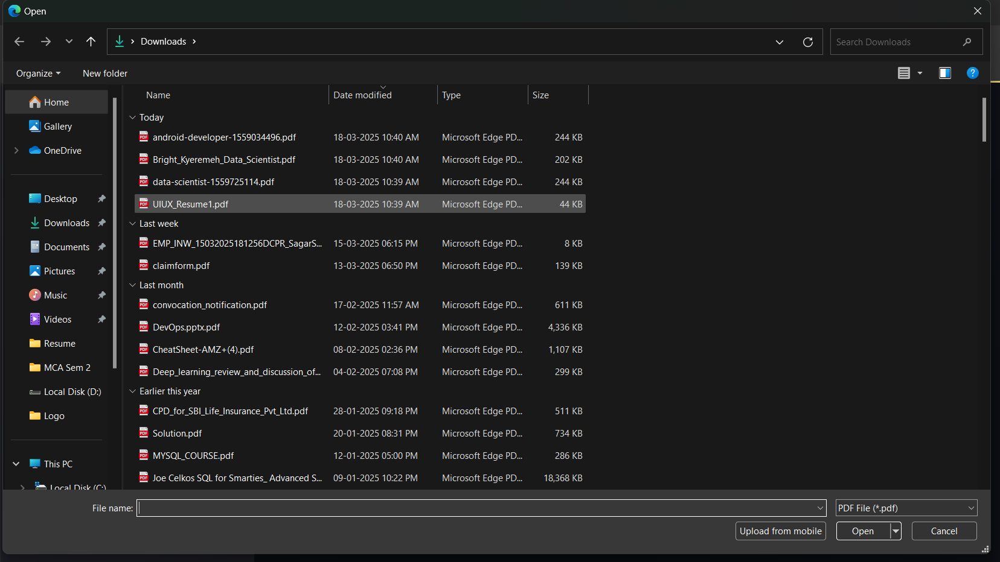 Open
Downloads
Search Downloads
Organize
New folder
?
Name Date modified Type Size
Home
Gallery
OneDrive
Desktop
Downloads
Documents
Pictures
Music
Videos
Resume
MCA Sem 2
Local Disk (D:)
Logo
This PC
Local Disk (C:)
Today
android-developer-1559034496.pdf 18-03-2025 10:40 AM Microsoft Edge PD... 244 KB
Bright_Kyeremeh_Data_Scientist.pdf 18-03-2025 10:40 AM Microsoft Edge PD... 202 KB
data-scientist-1559725114.pdf 18-03-2025 10:39 AM Microsoft Edge PD... 244 KB
UIUX_Resume1.pdf 18-03-2025 10:39 AM Microsoft Edge PD... 44 KB
Last week
EMP_INW_15032025181256DCPR_SagarS... 15-03-2025 06:15 PM Microsoft Edge PD... 8 KB
claimform.pdf 13-03-2025 06:50 PM Microsoft Edge PD... 139 KB
Last month
convocation_notification.pdf 17-02-2025 11:57 AM Microsoft Edge PD... 611 KB
DevOps.pptx.pdf 12-02-2025 03:41 PM Microsoft Edge PD... 4,336 KB
CheatSheet-AMZ+(4).pdf 08-02-2025 02:36 PM Microsoft Edge PD... 1,107 KB
Deep_learning_review_and_discussion_of... 04-02-2025 07:08 PM Microsoft Edge PD... 299 KB
Earlier this year
CPD_for_SBI_Life_Insurance_Pvt_Ltd.pdf 28-01-2025 09:18 PM Microsoft Edge PD... 511 KB
Solution.pdf 20-01-2025 08:31 PM Microsoft Edge PD... 734 KB
MYSQL_COURSE.pdf 12-01-2025 05:00 PM Microsoft Edge PD... 286 KB
Joe Celkos SQL for Smarties_ Advanced S... 09-01-2025 10:22 PM Microsoft Edge PD... 18,368 KB
File name: PDF File (*.pdf)
Upload from mobile Open Cancel